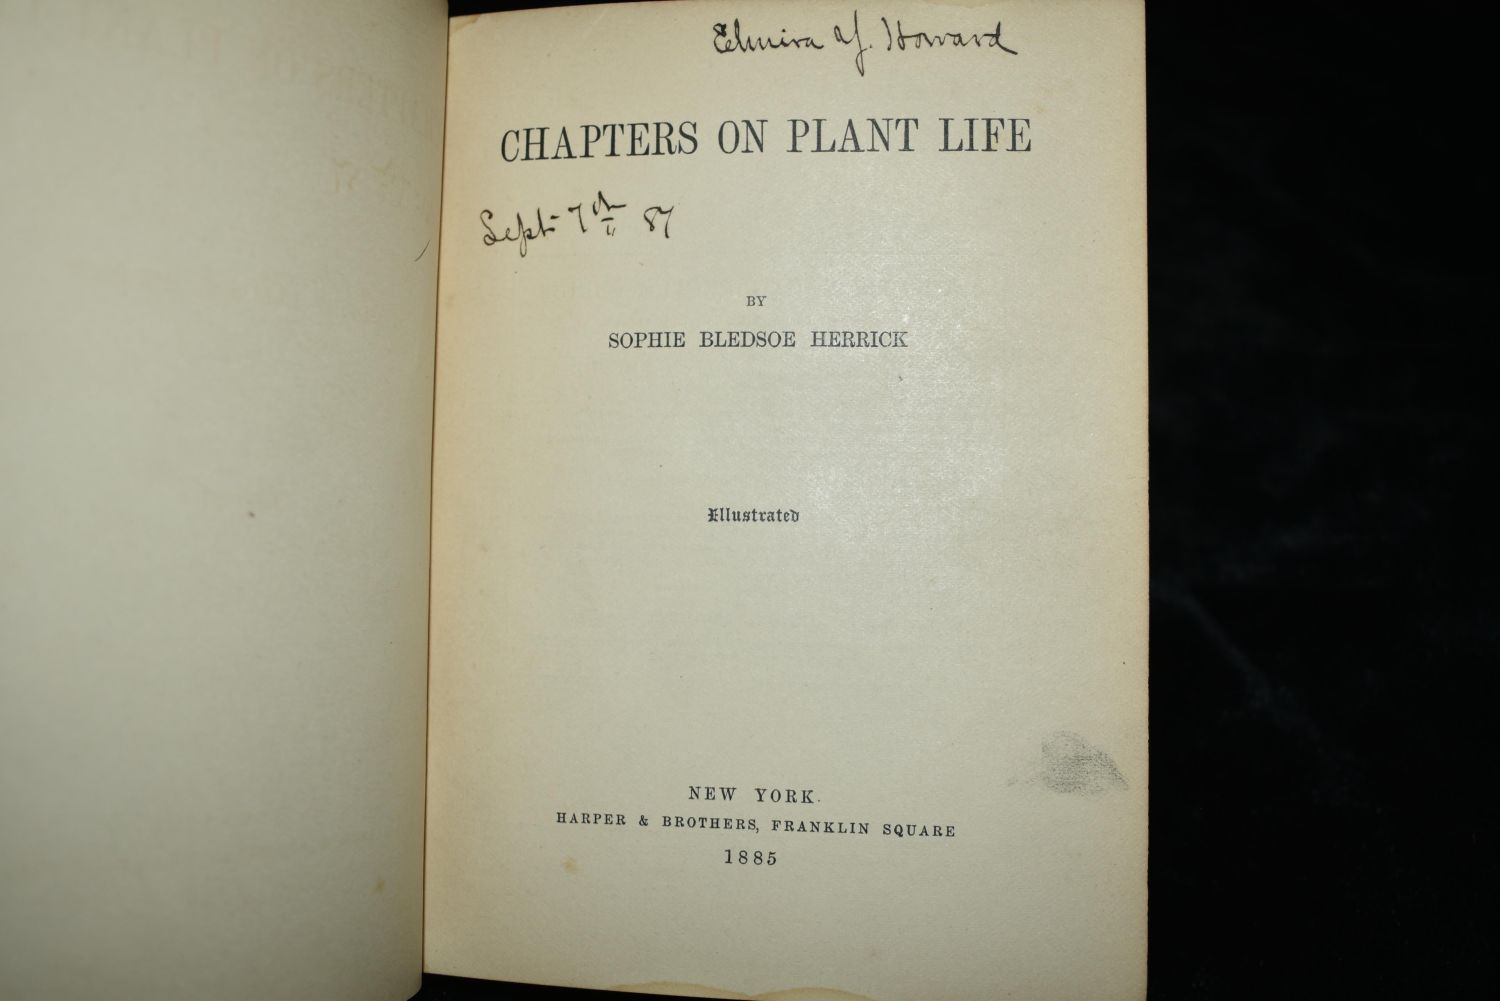 Elmira Y. Howard
CHAPTERS ON PLANT LIFE
Sept 7th 87
BY
SOPHIE BLEDSOE HERRICK
Illustrated
NEW YORK
HARPER & BROTHERS, FRANKLIN SQUARE
1885